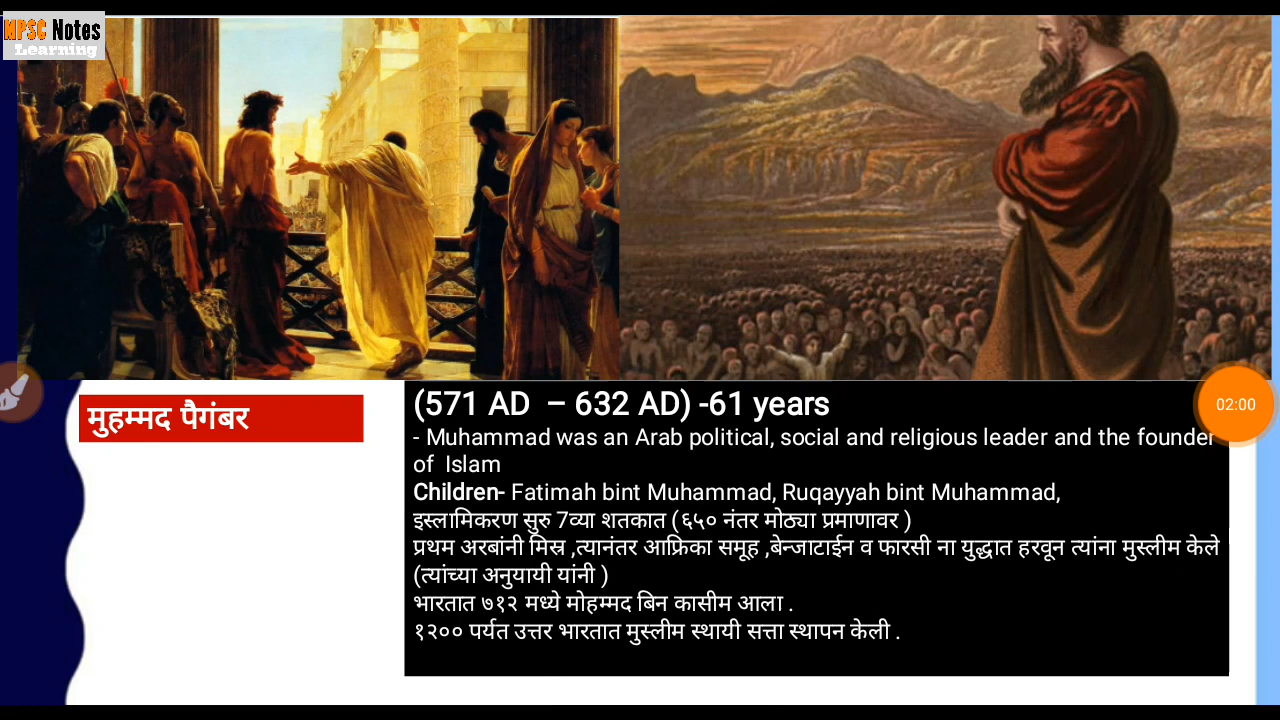 MPSC Notes
Learning
मुहम्मद पैगंबर
(571 AD – 632 AD) -61 years
- Muhammad was an Arab political, social and religious leader and the founder
of Islam
Children- Fatimah bint Muhammad, Ruqayyah bint Muhammad,
इस्लामिकरण सुरु 7व्या शतकात (६५० नंतर मोठ्या प्रमाणावर )
प्रथम अरबांनी मिस्र ,त्यानंतर आफ्रिका समूह ,बेन्जाटाईन व फारसी ना युद्धात हरवून त्यांना मुस्लीम केले
(त्यांच्या अनुयायी यांनी )
भारतात ७१२ मध्ये मोहम्मद बिन कासीम आला .
१२०० पर्यत उत्तर भारतात मुस्लीम स्थायी सत्ता स्थापन केली .
02:00